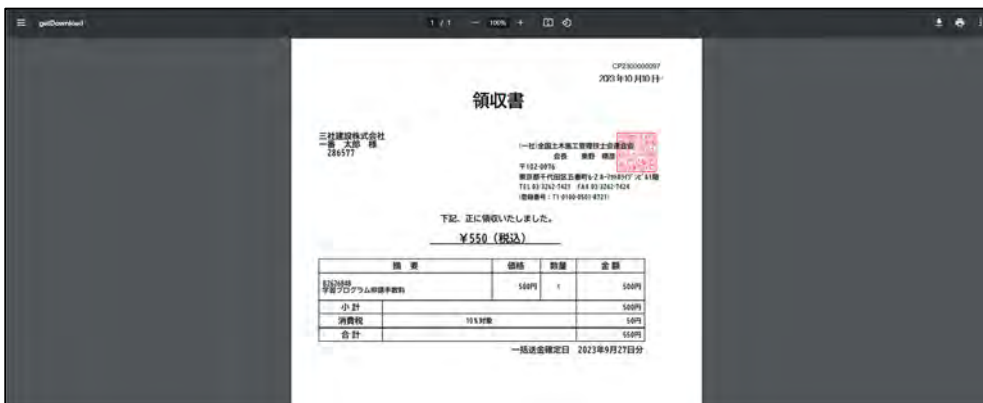 getDownload
1 / 1
100%
CP2300000097
2023年10月10日
領収書
三社建設株式会社
一番 太郎 様
286577
(一社)全国土木施工管理技士会連合会
会長
〒102-0076
東京都千代田区五番町6-2
TEL 03-3262-7421 FAX 03-3262-7424
下記、正に領収いたしました。
¥550（税込）
摘 要 価格 数量 金 額
学習プログラム申請手数料 500円 1 500円
小 計 500円
消費税 10％対象 50円
合 計 550円
一括送金確定日 2023年9月27日分